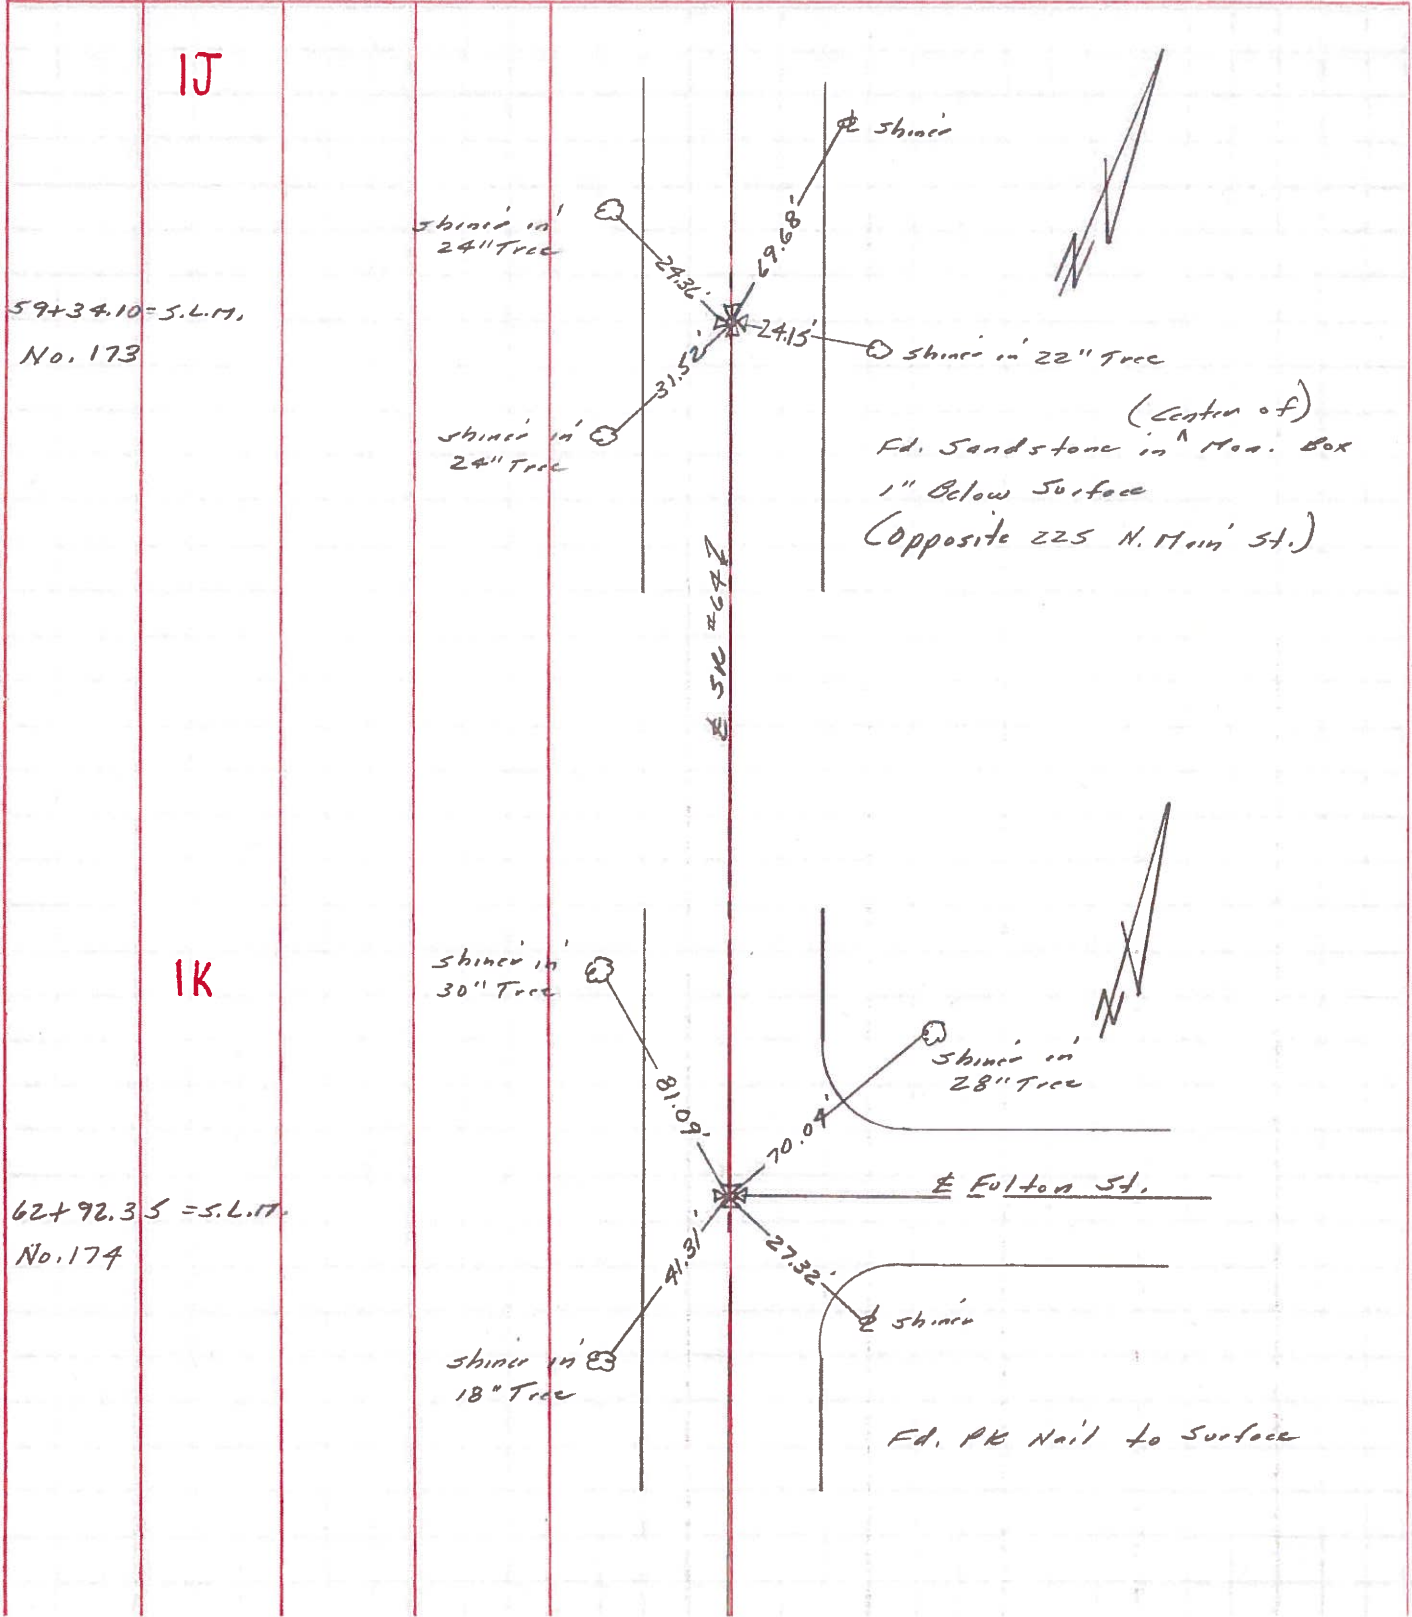 1J
⅊ shiner
shiner in
24" Tree
69.68'
24.36'
59+34.10 = S.L.M.
No. 173
24.15'
shiner in 22" Tree
31.52'
shiner in
24" Tree
(Center of)
Fd. Sandstone in ^ Mon. Box
1" Below Surface
(Opposite 225 N. Main St.)
℄ SR #647
1K
shiner in
30" Tree
shiner in
28" Tree
81.09'
70.04'
℄ Fulton St.
62+92.35 = S.L.M.
No. 174
41.31'
27.32'
shiner
shiner in
18" Tree
Fd. PK Nail to Surface
N
N